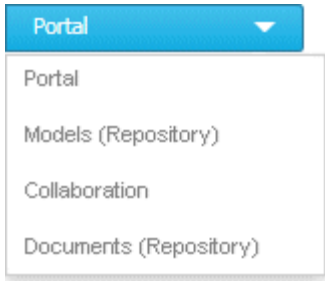 Portal
Portal
Models (Repository)
Collaboration
Documents (Repository)